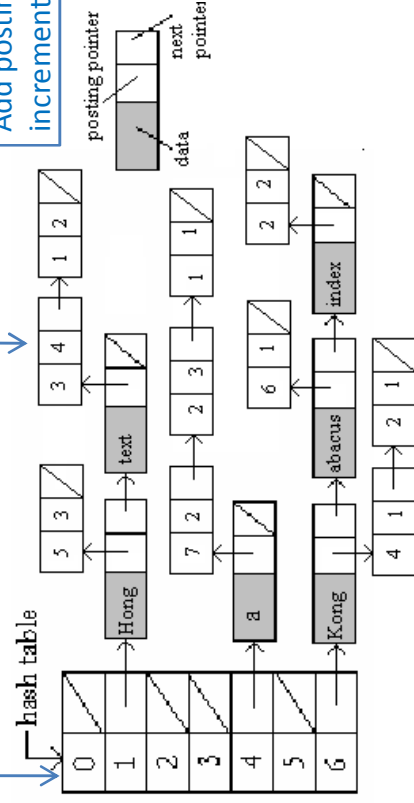 Add postin
increment
hash table
posting pointer
next
pointer
data
0
5 3
3 4 1 2
1 Hong text
2
3
7 2 2 3 1 1
4 a
5
6 1
2 2
6 Kong abacus index
4 1 2 1